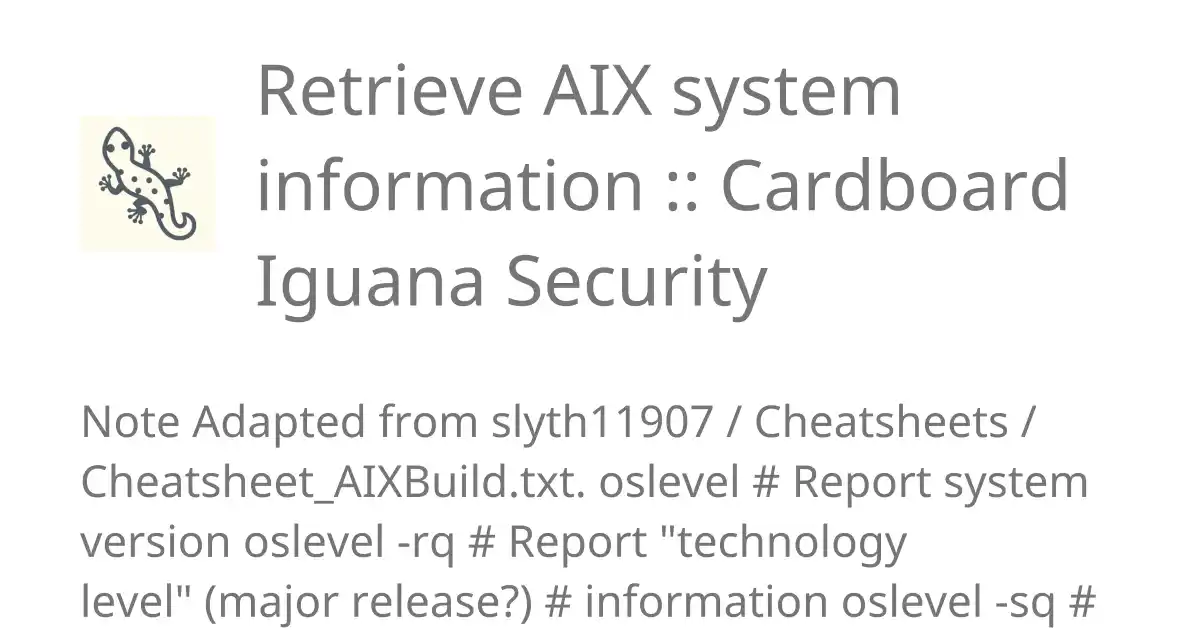 Retrieve AIX system
information :: Cardboard
Iguana Security
Note Adapted from slyth11907 / Cheatsheets /
Cheatsheet_AIXBuild.txt. oslevel # Report system
version oslevel -rq # Report "technology
level" (major release?) # information oslevel -sq #